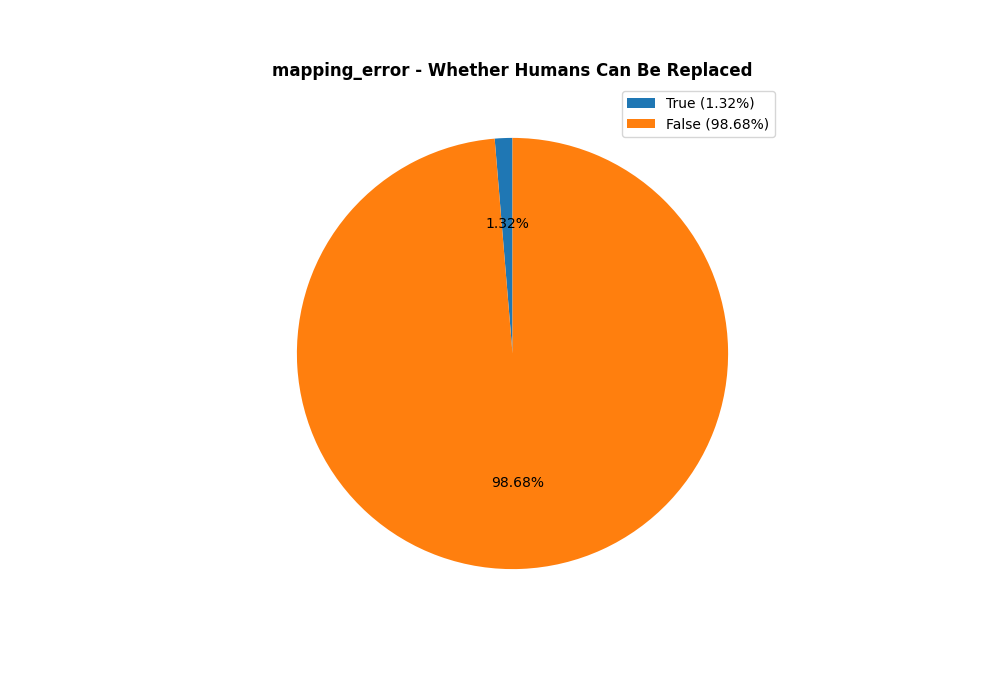 mapping_error - Whether Humans Can Be Replaced
True (1.32%)
False (98.68%)
1.32%
98.68%